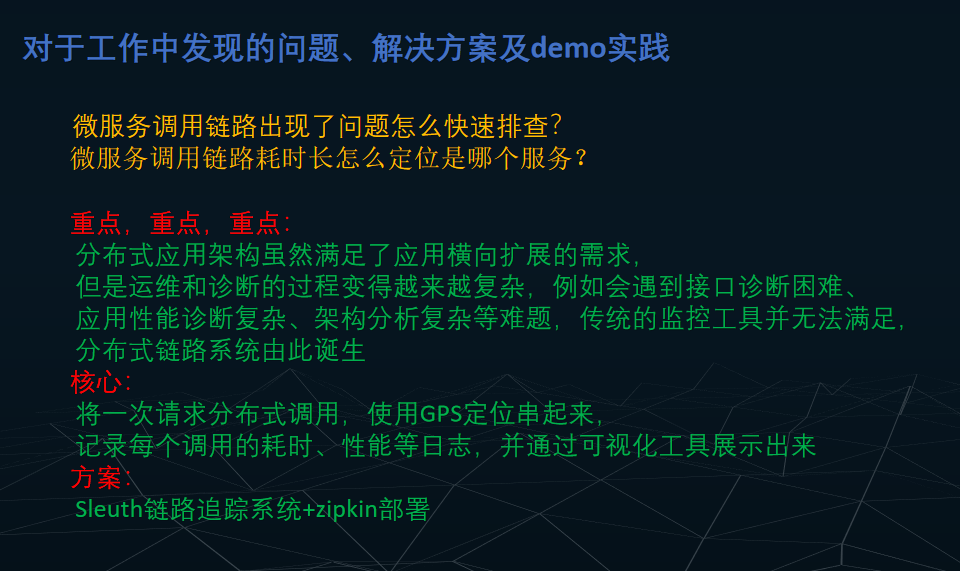 对于工作中发现的问题、解决方案及demo实践
微服务调用链路出现了问题怎么快速排查？
微服务调用链路耗时长怎么定位是哪个服务？
重点，重点，重点：
分布式应用架构虽然满足了应用横向扩展的需求，
但是运维和诊断的过程变得越来越复杂，例如会遇到接口诊断困难、
应用性能诊断复杂、架构分析复杂等难题，传统的监控工具并无法满足，
分布式链路系统由此诞生
核心：
将一次请求分布式调用，使用GPS定位串起来，
记录每个调用的耗时、性能等日志，并通过可视化工具展示出来
方案：
Sleuth链路追踪系统+zipkin部署